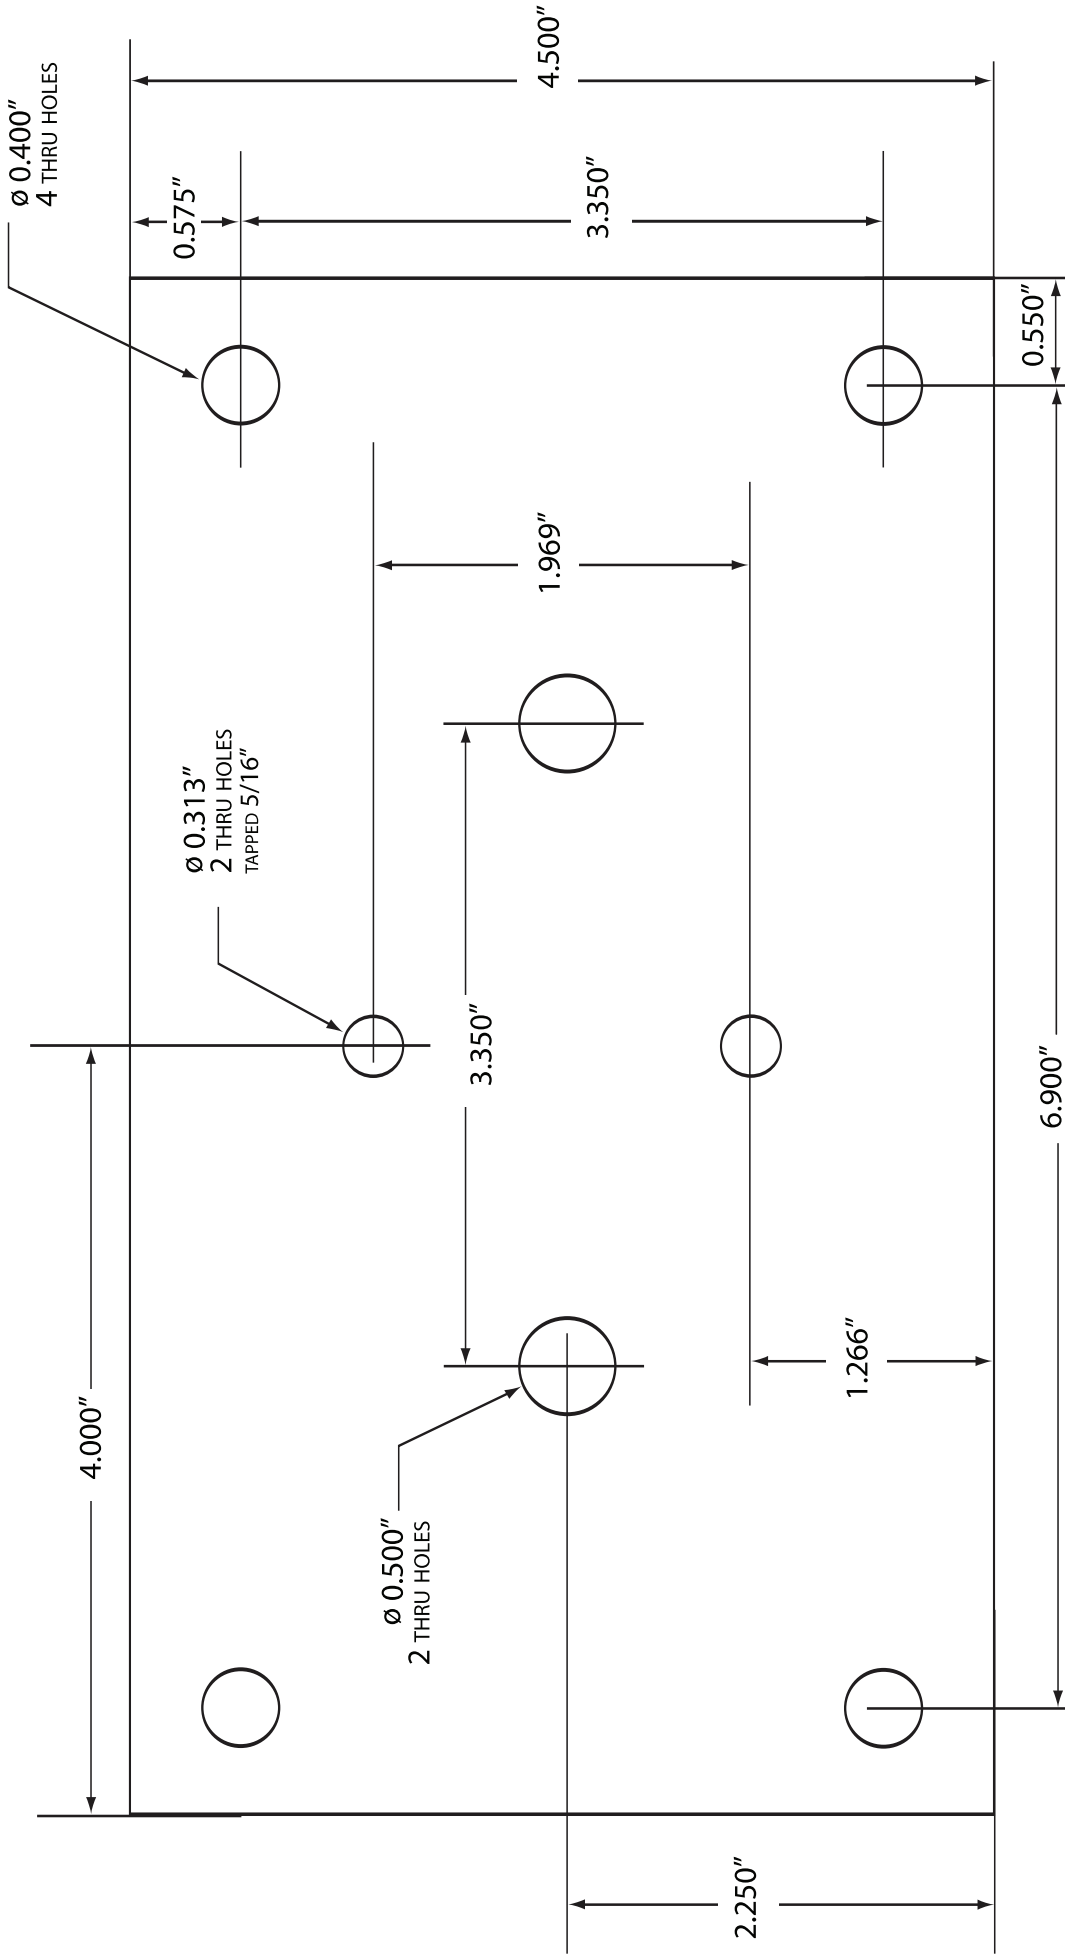 ø 0.400”
4 THRU HOLES
4.500”
0.575”
3.350”
0.550”
1.969”
ø 0.313”
2 THRU HOLES
TAPPED 5/16”
3.350”
6.900”
4.000”
1.266”
ø 0.500”
2 THRU HOLES
2.250”